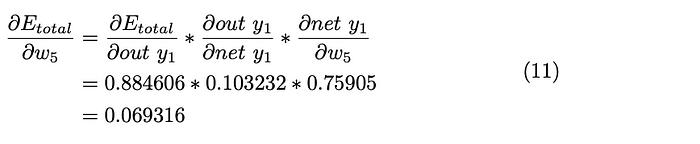 ∂E_total/∂w_5 = ∂E_total/∂out y_1 * ∂out y_1/∂net y_1 * ∂net y_1/∂w_5
= 0.884606 * 0.103232 * 0.75905
= 0.069316
(11)